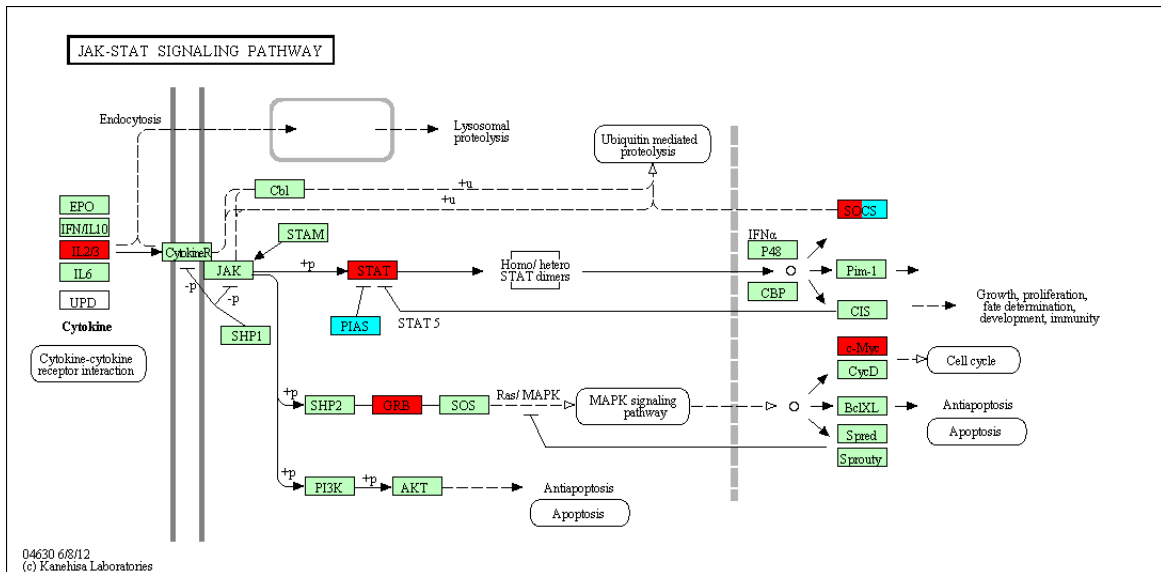 JAK-STAT SIGNALING PATHWAY
Endocytosis
Lysosomal
proteolysis
Ubiquitin mediated
proteolysis
Cbl
+u
+u
EPO
IFN/IL10
IL2/3
IL6
UPD
Cytokine
Cytokine-cytokine
receptor interaction
CytokineR
STAM
JAK
-p
-p
SHP1
+p
STAT
PIAS
STAT 5
Homo/ hetero
STAT dimers
SOCS
IFNα
P48
CBP
Pim-1
CIS
Growth, proliferation,
fate determination,
development, immunity
c-Myc
CycD
Cell cycle
+p
SHP2
GRB
SOS
Ras/ MAPK
MAPK signaling
pathway
BclXL
Antiapoptosis
Apoptosis
Spred
Sprouty
+p
PI3K
+p
AKT
Antiapoptosis
Apoptosis
04630 6/8/12
(c) Kanehisa Laboratories